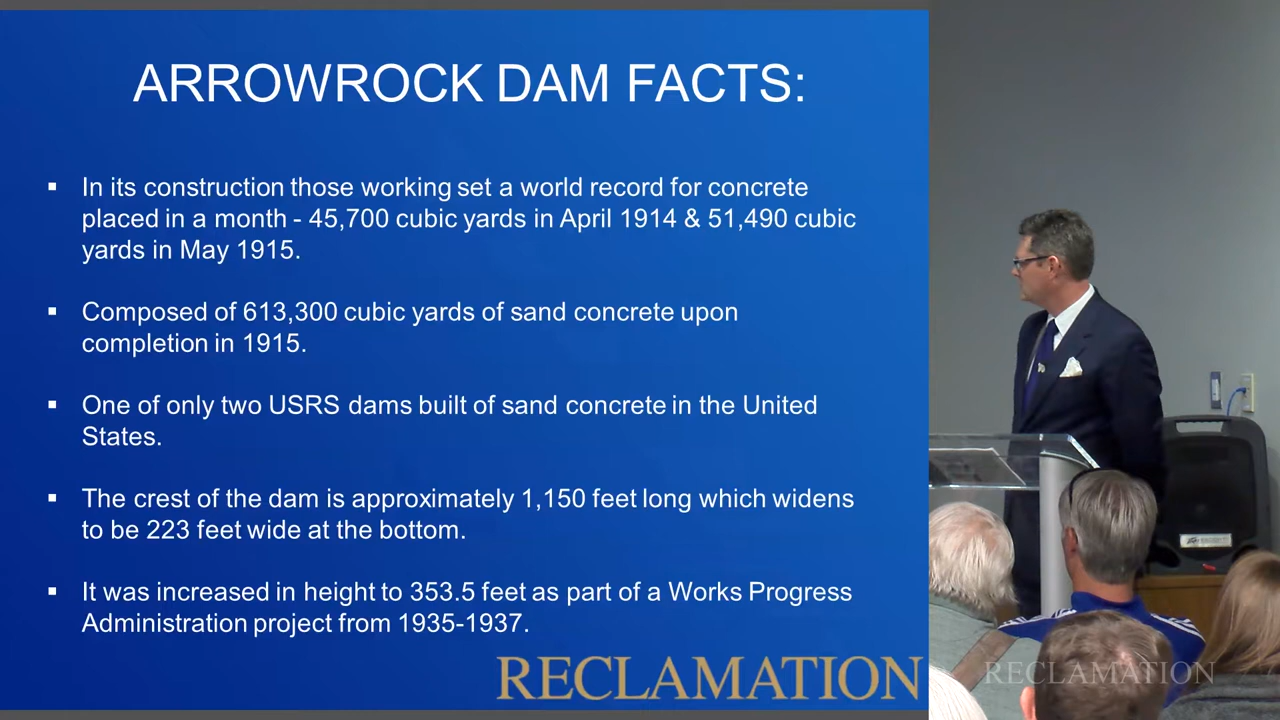 ARROWROCK DAM FACTS:
▪ In its construction those working set a world record for concrete
placed in a month - 45,700 cubic yards in April 1914 & 51,490 cubic
yards in May 1915.
▪ Composed of 613,300 cubic yards of sand concrete upon
completion in 1915.
▪ One of only two USRS dams built of sand concrete in the United
States.
▪ The crest of the dam is approximately 1,150 feet long which widens
to be 223 feet wide at the bottom.
▪ It was increased in height to 353.5 feet as part of a Works Progress
Administration project from 1935-1937.
RECLAMATION
RECLAMATION